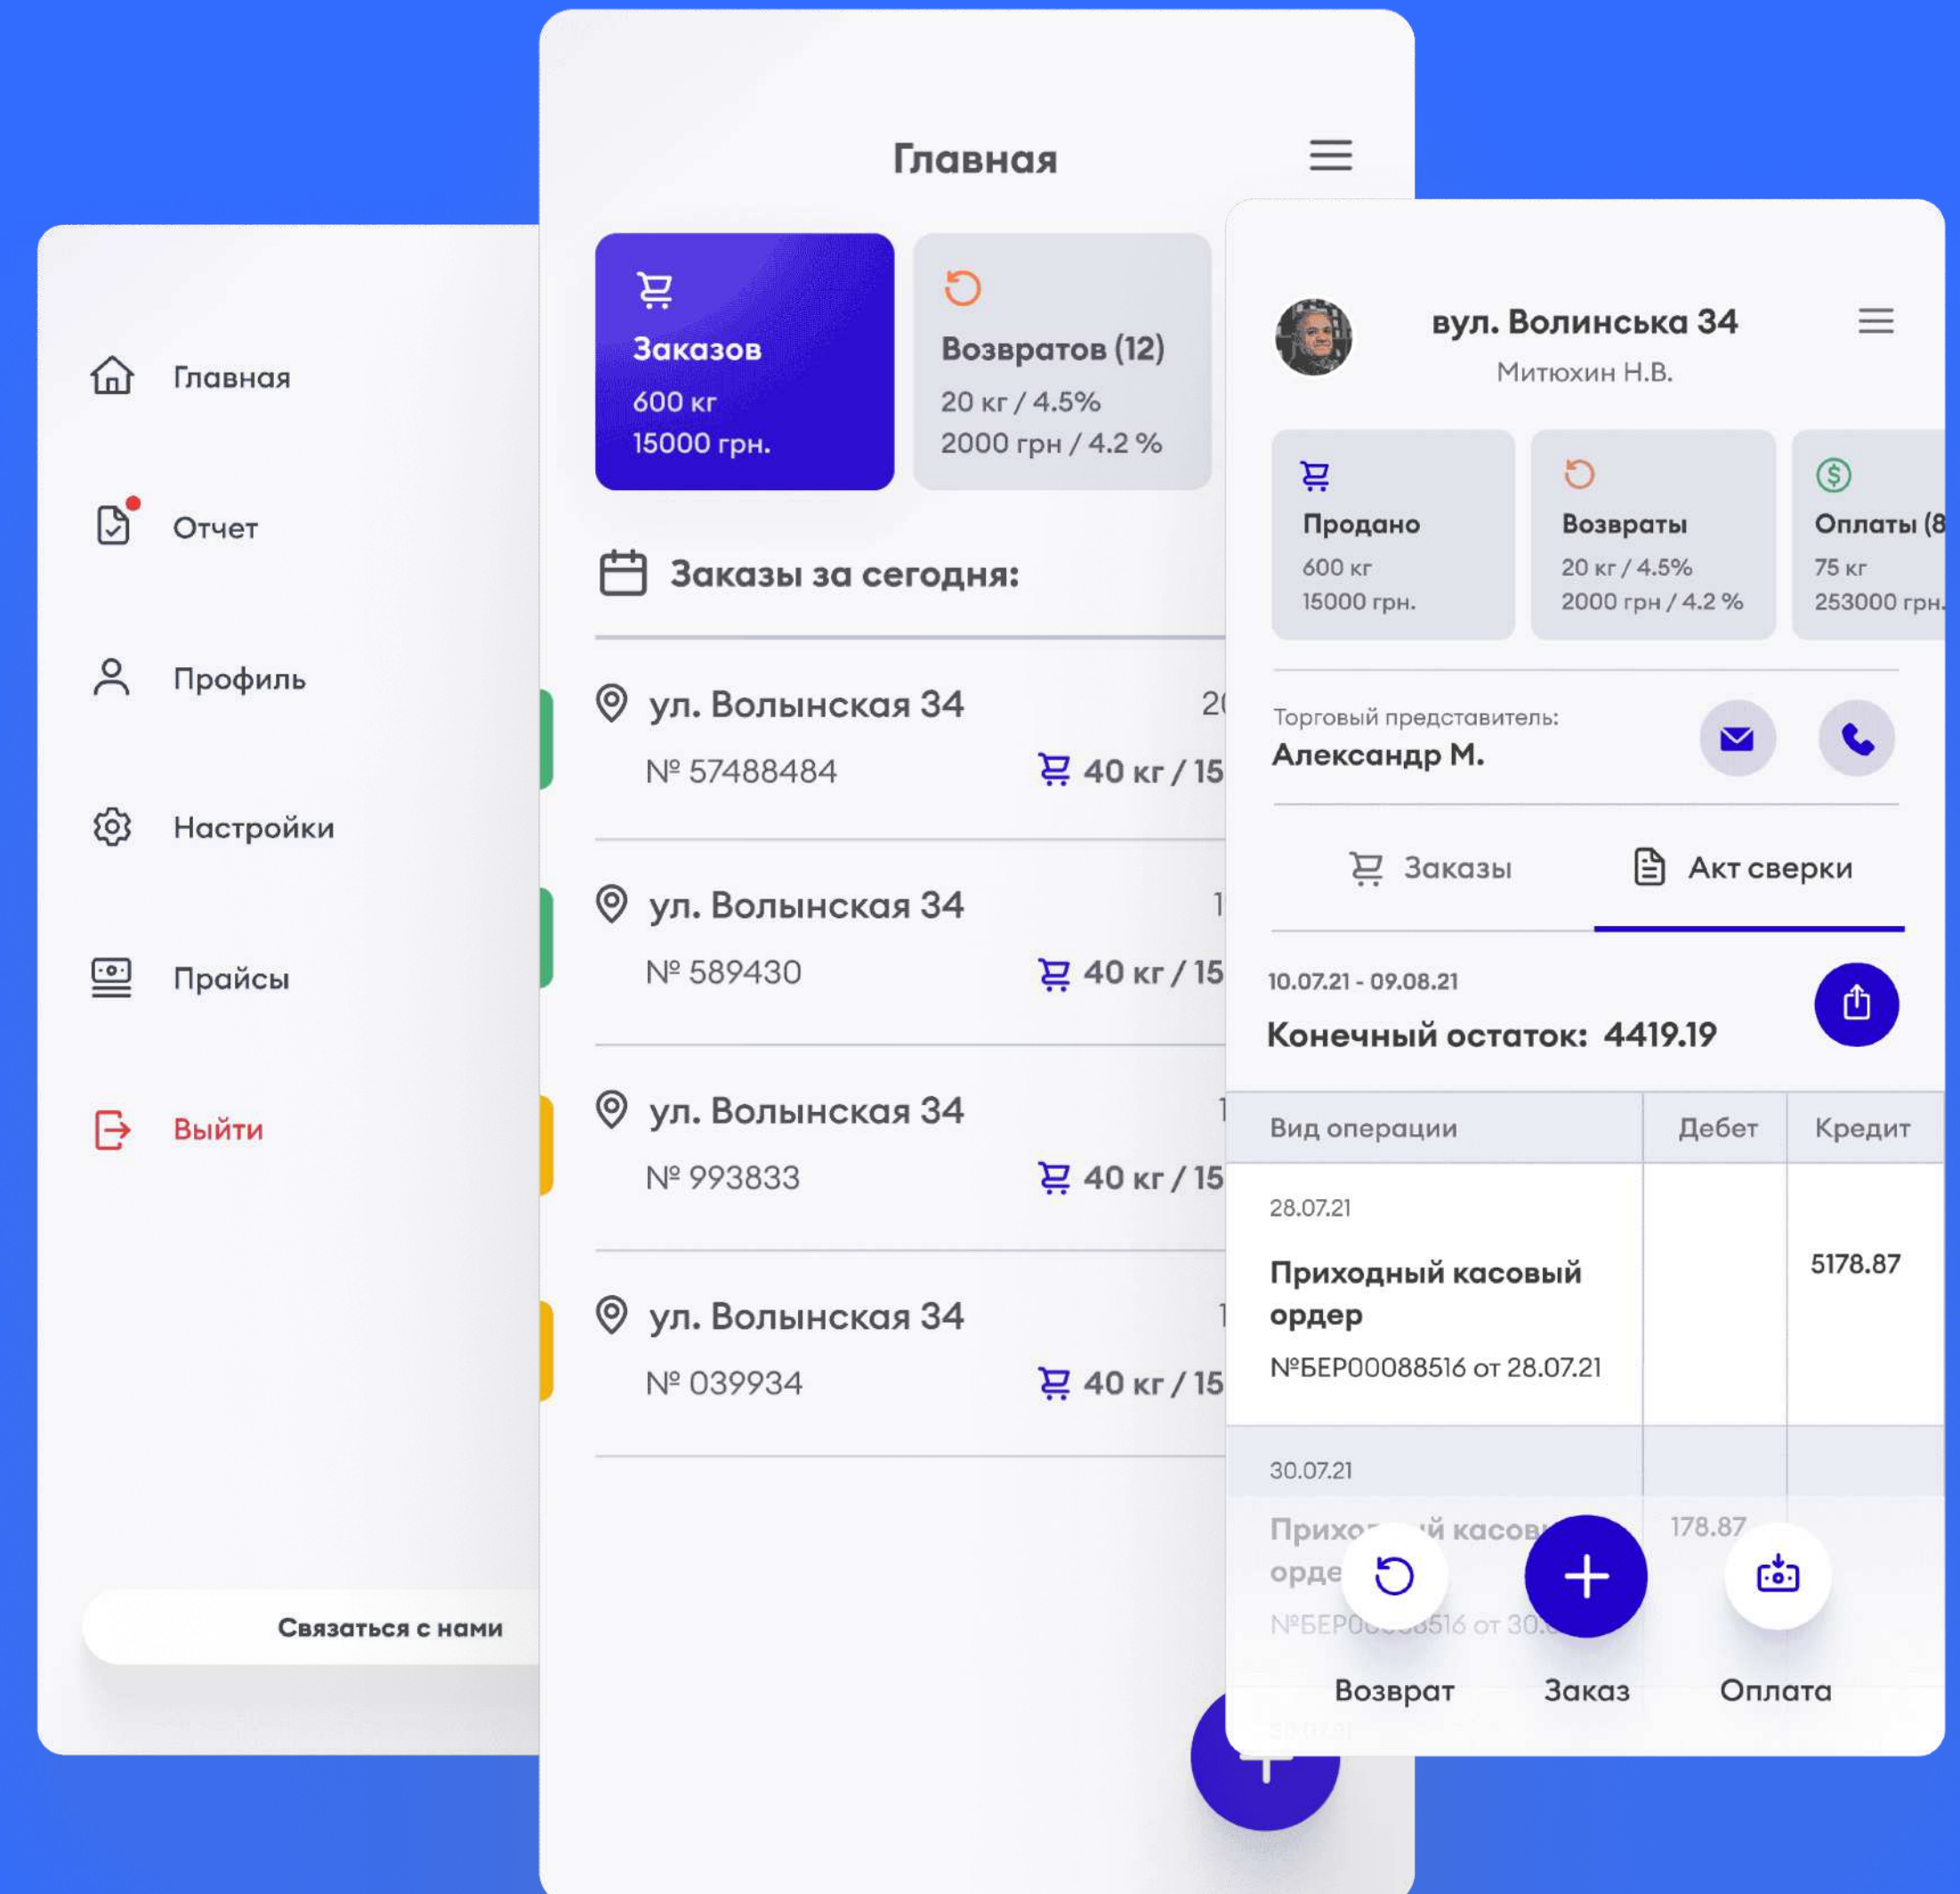 Главная
Отчет
Профиль
Настройки
Прайсы
Выйти
Связаться с нами
Главная
Заказов
600 кг
15000 грн.
Возвратов (12)
20 кг / 4.5%
2000 грн / 4.2 %
Заказы за сегодня:
ул. Волынская 34
№ 57488484
40 кг / 15
ул. Волынская 34
№ 589430
40 кг / 15
ул. Волынская 34
№ 993833
40 кг / 15
ул. Волынская 34
№ 039934
40 кг / 15
вул. Волинська 34
Митюхин Н.В.
Продано
600 кг
15000 грн.
Возвраты
20 кг / 4.5%
2000 грн / 4.2 %
Оплаты (8
75 кг
253000 грн.
Торговый представитель:
Александр М.
Заказы
Акт сверки
10.07.21 - 09.08.21
Конечный остаток: 4419.19
Вид операции Дебет Кредит
28.07.21
Приходный касовый
ордер
5178.87
№БЕР00088516 от 28.07.21
30.07.21
178.87
Возврат
Заказ
Оплата